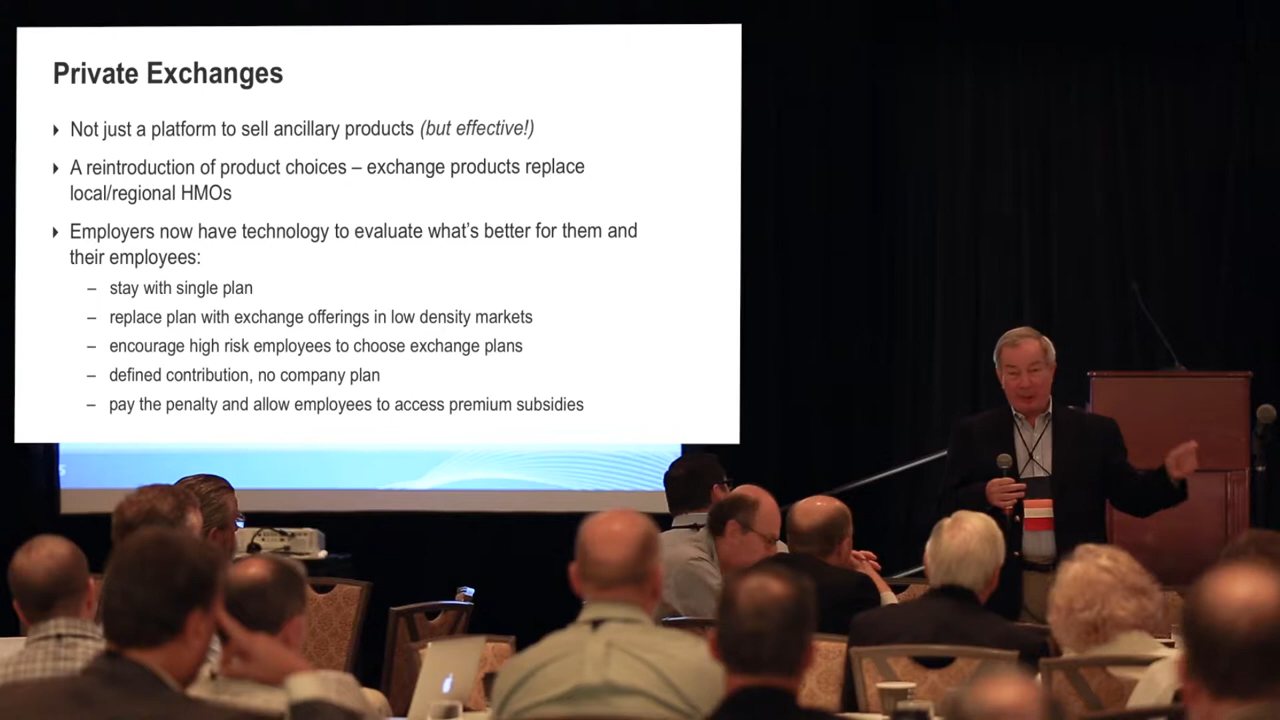 Private Exchanges
Not just a platform to sell ancillary products (but effective!)
A reintroduction of product choices – exchange products replace
local/regional HMOs
Employers now have technology to evaluate what's better for them and
their employees:
– stay with single plan
– replace plan with exchange offerings in low density markets
– encourage high risk employees to choose exchange plans
– defined contribution, no company plan
– pay the penalty and allow employees to access premium subsidies